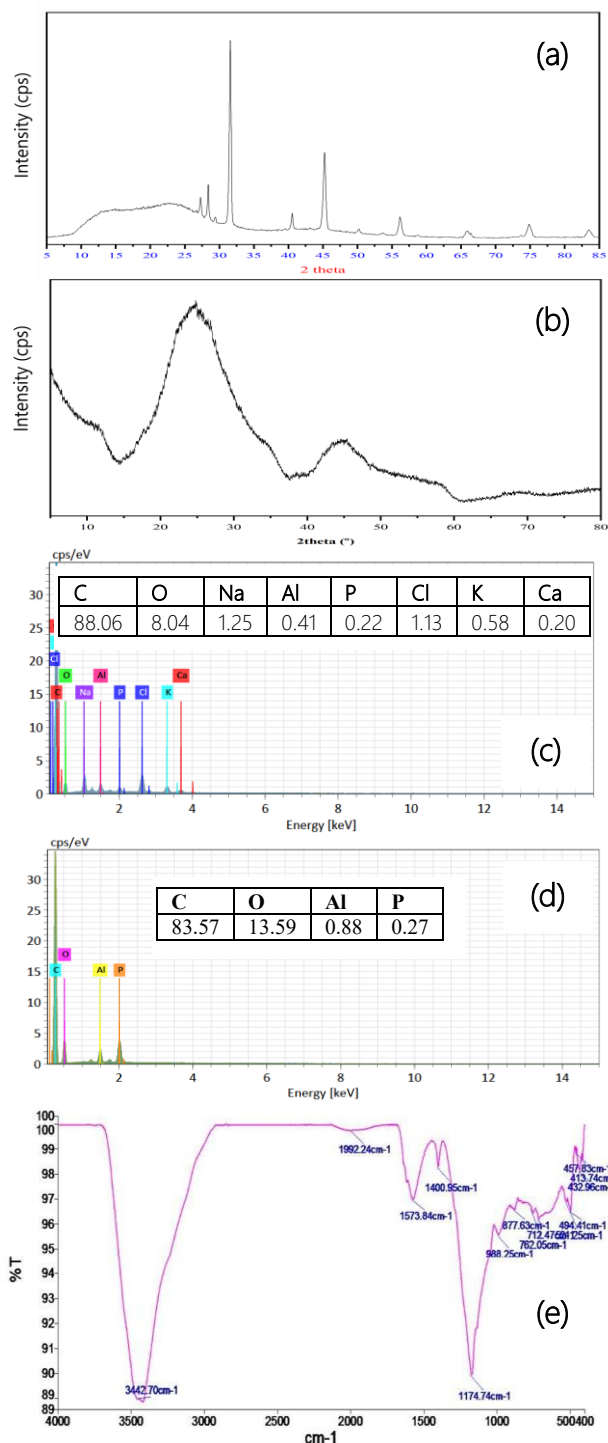 Intensity (cps)
(a)
5 10 15 20 25 30 35 40 45 50 55 60 65 70 75 80 85
2 theta
Intensity (cps)
(b)
10 20 30 40 50 60 70 80
2theta (°)
cps/eV
C O Na Al P Cl K Ca
88.06 8.04 1.25 0.41 0.22 1.13 0.58 0.20
30
25
20
15
10
5
0
Cl
C O Na Al P Cl K Ca
(c)
2 4 6 8 10 12 14
Energy [keV]
cps/eV
C O Al P
83.57 13.59 0.88 0.27
(d)
30
25
20
15
10
5
0
O
C Al P
2 4 6 8 10 12 14
Energy [keV]
100
100
99
98
97
96
95
94
93
92
91
90
89
89
%T
1992.24cm-1
1400.95cm-1
1573.84cm-1
457.83cm-1
413.74cm-1
432.96cm-
494.41cm-1
877.63cm-1
762.05cm-1
988.25cm-1
3442.70cm-1
1174.74cm-1
(e)
4000 3000 2000 1000 500 400
cm-1